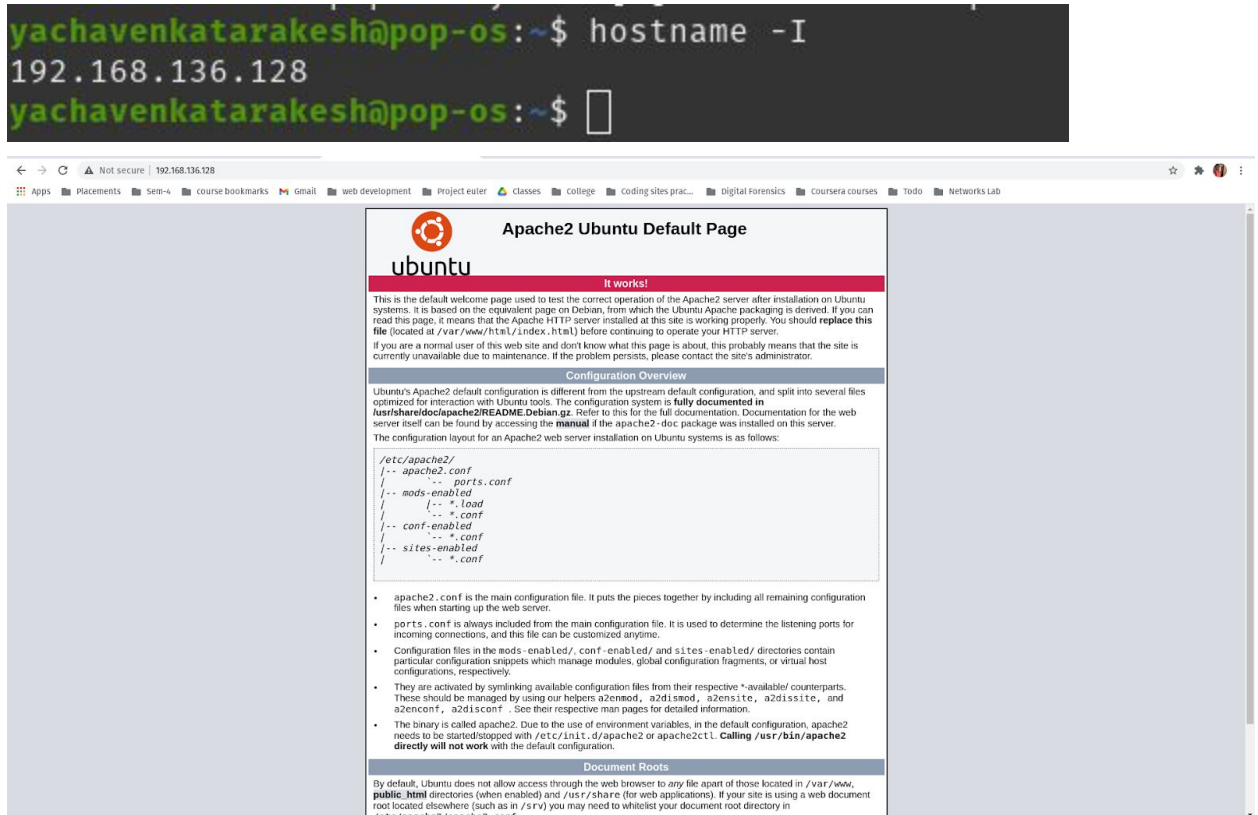 yachavenkatarakesh@pop-os:~$ hostname -I
192.168.136.128
yachavenkatarakesh@pop-os:~$
Not secure | 192.168.136.128
Apps Placements Sem-4 course bookmarks Gmail web development Project euler Classes College Coding sites prac... Digital Forensics Coursera courses Todo Networks Lab
ubuntu
Apache2 Ubuntu Default Page
It works!
This is the default welcome page used to test the correct operation of the Apache2 server after installation on Ubuntu
systems. It is based on the equivalent page on Debian, from which the Ubuntu Apache packaging is derived. If you can
read this page, it means that the Apache HTTP server installed at this site is working properly. You should replace this
file (located at /var/www/html/index.html) before continuing to operate your HTTP server.
If you are a normal user of this web site and don't know what this page is about, this probably means that the site is
currently unavailable due to maintenance. If the problem persists, please contact the site's administrator.
Configuration Overview
Ubuntu's Apache2 default configuration is different from the upstream default configuration, and split into several files
optimized for interaction with Ubuntu tools. The configuration system is fully documented in
/usr/share/doc/apache2/README.Debian.gz. Refer to this for the full documentation. Documentation for the web
server itself can be found by accessing the manual if the apache2-doc package was installed on this server.
The configuration layout for an Apache2 web server installation on Ubuntu systems is as follows:
/etc/apache2/
|-- apache2.conf
|       `--  ports.conf
|-- mods-enabled
|       |-- *.load
|       `-- *.conf
|-- conf-enabled
|       `-- *.conf
|-- sites-enabled
|       `-- *.conf
• apache2.conf is the main configuration file. It puts the pieces together by including all remaining configuration
files when starting up the web server.
• ports.conf is always included from the main configuration file. It is used to determine the listening ports for
incoming connections, and this file can be customized anytime.
• Configuration files in the mods-enabled/, conf-enabled/ and sites-enabled/ directories contain
particular configuration snippets which manage modules, global configuration fragments, or virtual host
configurations, respectively.
• They are activated by symlinking available configuration files from their respective *-available/ counterparts.
These should be managed by using our helpers a2enmod, a2dismod, a2ensite, a2dissite, and
a2enconf, a2disconf . See their respective man pages for detailed information.
• The binary is called apache2. Due to the use of environment variables, in the default configuration, apache2
needs to be started/stopped with /etc/init.d/apache2 or apache2ctl. Calling /usr/bin/apache2
directly will not work with the default configuration.
Document Roots
By default, Ubuntu does not allow access through the web browser to any file apart of those located in /var/www,
public_html directories (when enabled) and /usr/share (for web applications). If your site is using a web document
root located elsewhere (such as in /srv) you may need to whitelist your document root directory in